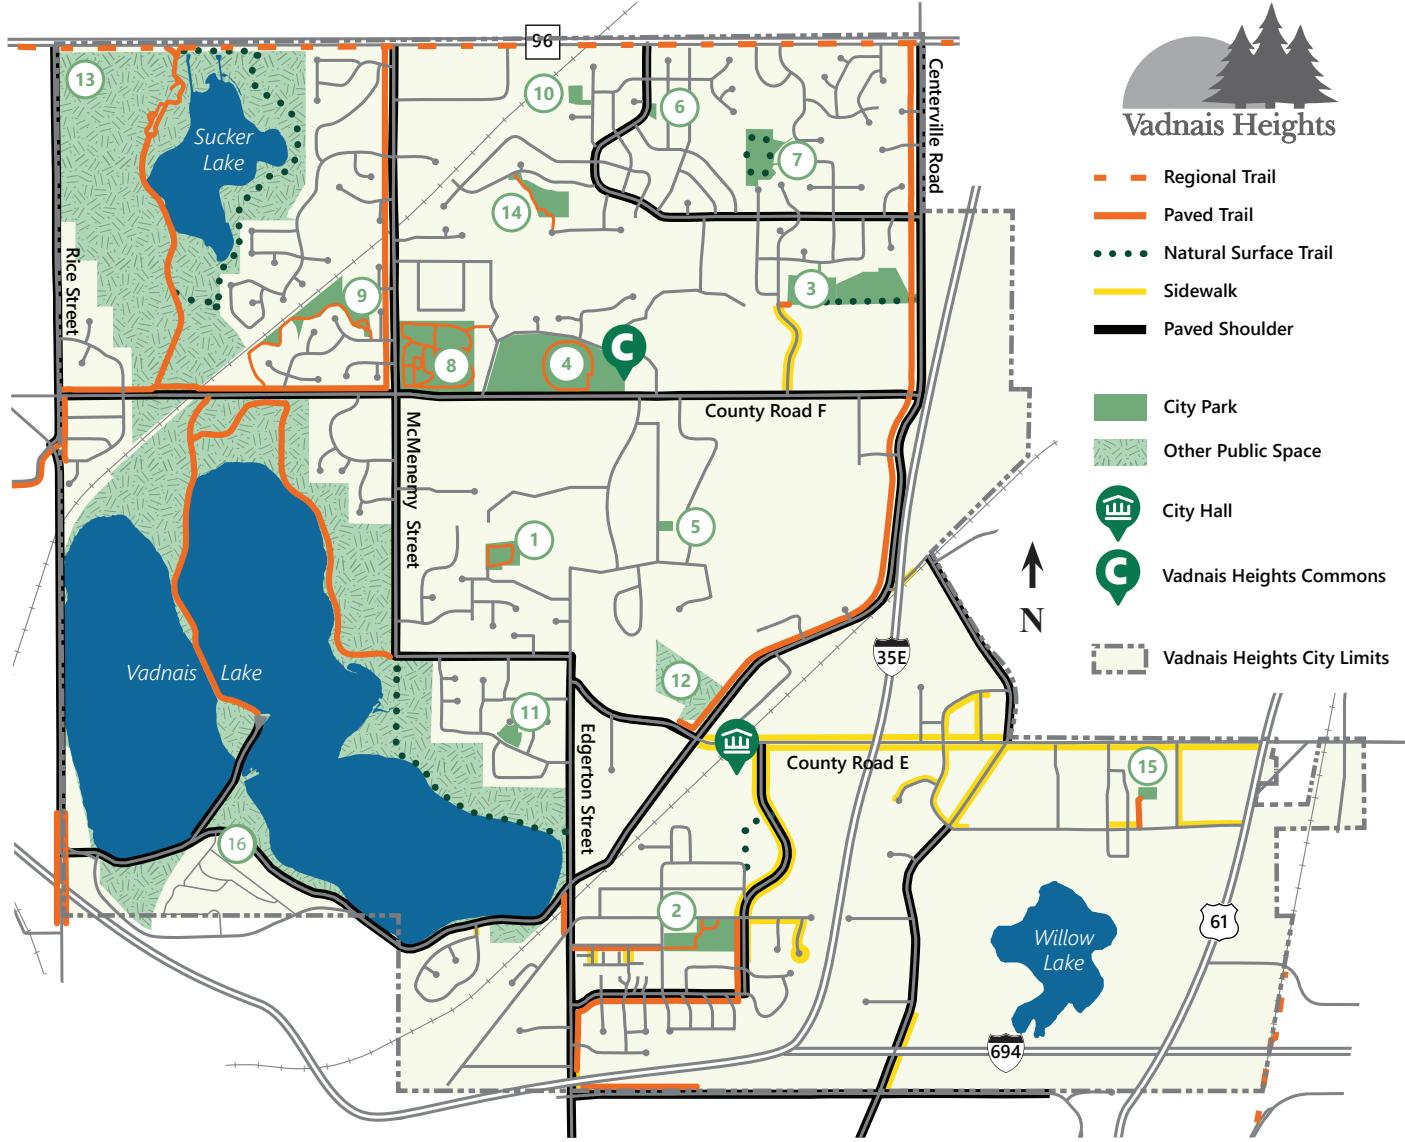 96
13
10
6
Sucker
Lake
7
14
Centerville Road
Rice Street
9
3
8
4
C
County Road F
McMenemy Street
1
5
35E
Vadnais Lake
12
11
Edgerton Street
County Road E
15
16
2
Willow
Lake
61
694
Vadnais Heights
Regional Trail
Paved Trail
Natural Surface Trail
Sidewalk
Paved Shoulder
City Park
Other Public Space
City Hall
C
Vadnais Heights Commons
N
Vadnais Heights City Limits